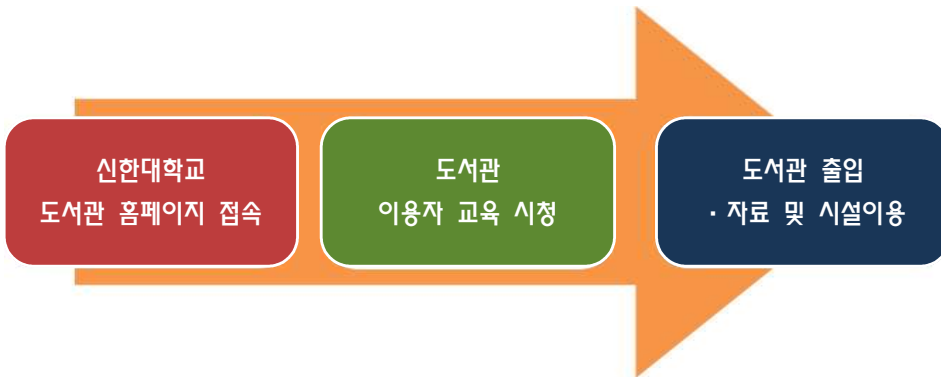 신한대학교
도서관 홈페이지 접속
도서관
이용자 교육 시청
도서관 출입
· 자료 및 시설이용